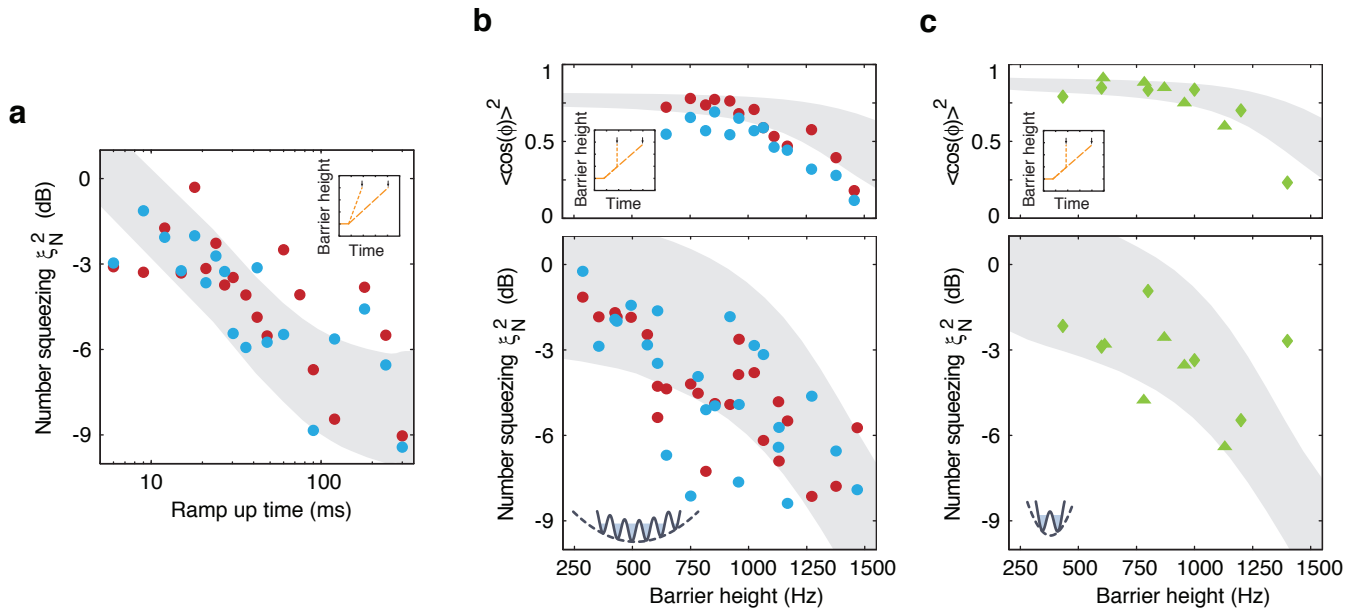 a
Number squeezing ξ_N^2 (dB)
0
-3
-6
-9
10
100
Ramp up time (ms)
Barrier height
Time
b
<cos(ϕ)>^2
1
0.5
0
Barrier height
Time
Number squeezing ξ_N^2 (dB)
0
-3
-6
-9
250 500 750 1000 1250 1500
Barrier height (Hz)
c
<cos(ϕ)>^2
1
0.5
0
Barrier height
Time
Number squeezing ξ_N^2 (dB)
0
-3
-6
-9
250 500 750 1000 1250 1500
Barrier height (Hz)